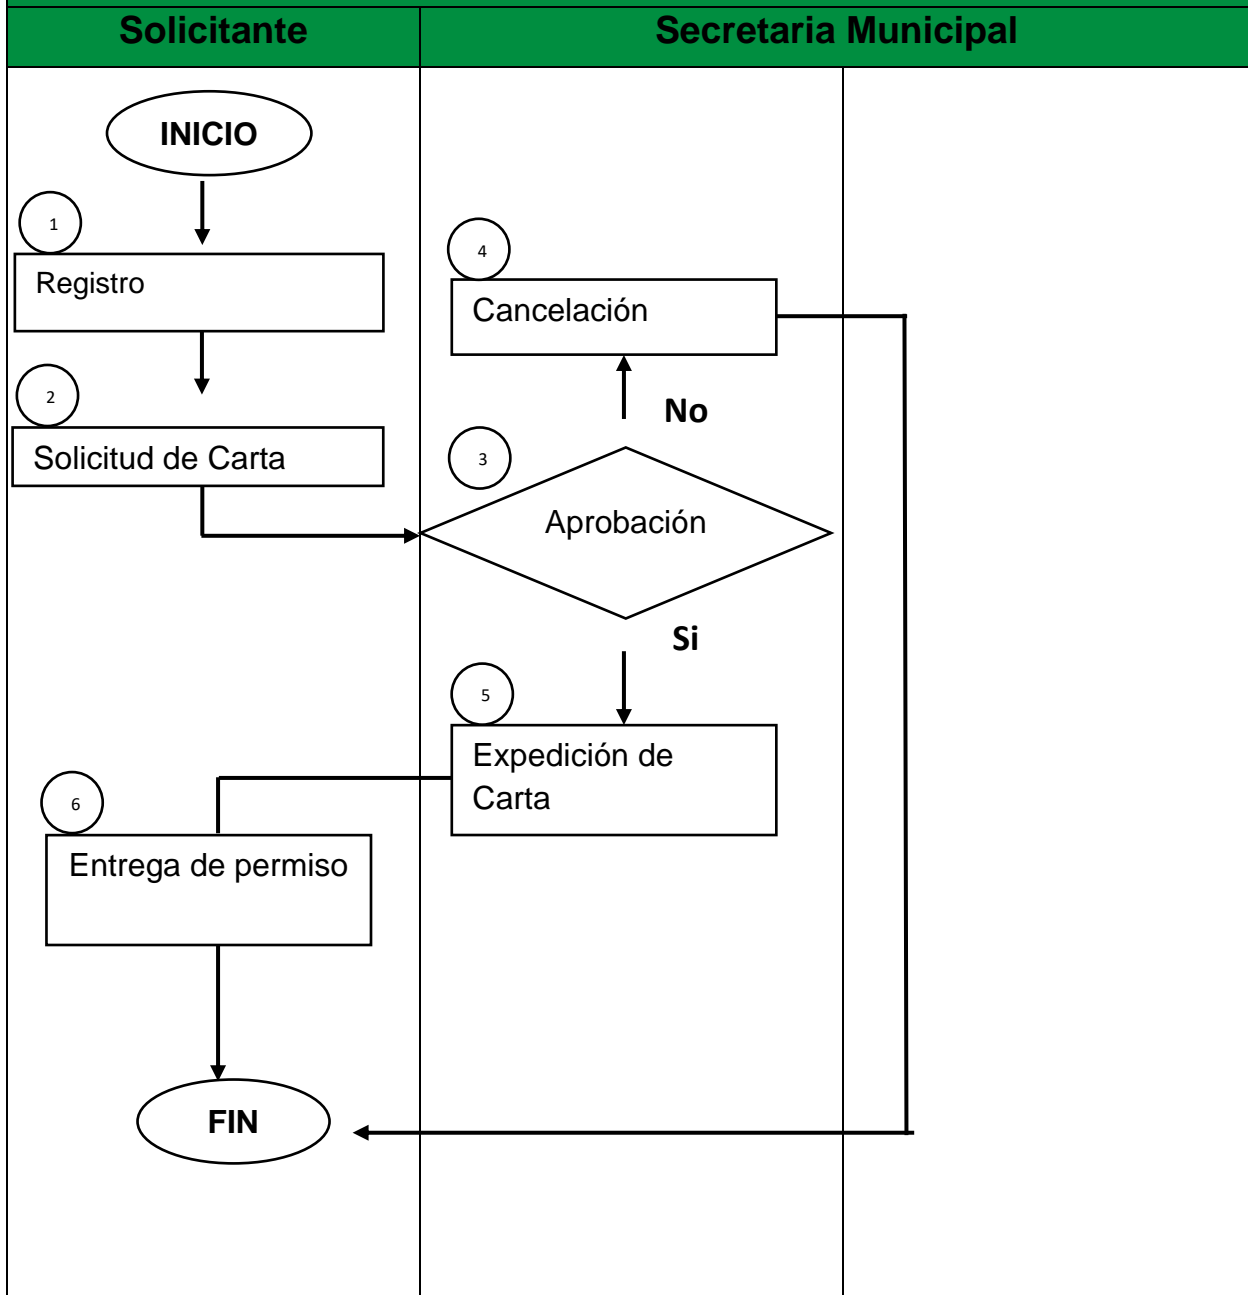 Solicitante
Secretaria Municipal
INICIO
1
Registro
2
Solicitud de Carta
4
Cancelación
No
3
Aprobación
Si
5
Expedición de
Carta
6
Entrega de permiso
FIN